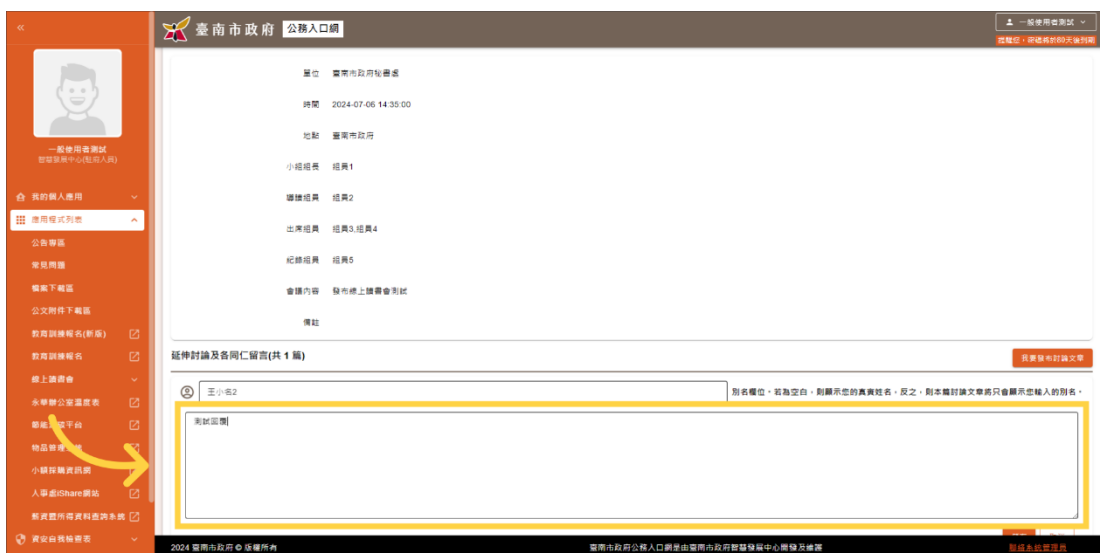 «
臺南市政府 公務入口網
一般使用者測試
提醒您，密碼將於80天後到期
單位 臺南市政府秘書處
時間 2024-07-06 14:35:00
地點 臺南市政府
小組組長 組員1
導讀組員 組員2
出席組員 組員3,組員4
紀錄組員 組員5
會議內容 發布線上讀書會測試
備註
一般使用者測試
智慧發展中心(駐府人員)
我的個人應用
應用程式列表
公告專區
常見問題
檔案下載區
公文附件下載區
教育訓練報名(新版)
教育訓練報名
線上讀書會
永華辦公室溫度表
平台
物品管理
小額採購資訊網
人事處iShare網站
薪資暨所得資料查詢系統
資安自我檢查表
延伸討論及各同仁留言(共 1 篇)
我要發布討論文章
王小名2
別名欄位，若為空白，則顯示您的真實姓名，反之，則本篇討論文章將只會顯示您輸入的別名。
測試回覆
2024 臺南市政府 © 版權所有
臺南市政府公務入口網是由臺南市政府智慧發展中心開發及維護
聯絡系統管理員